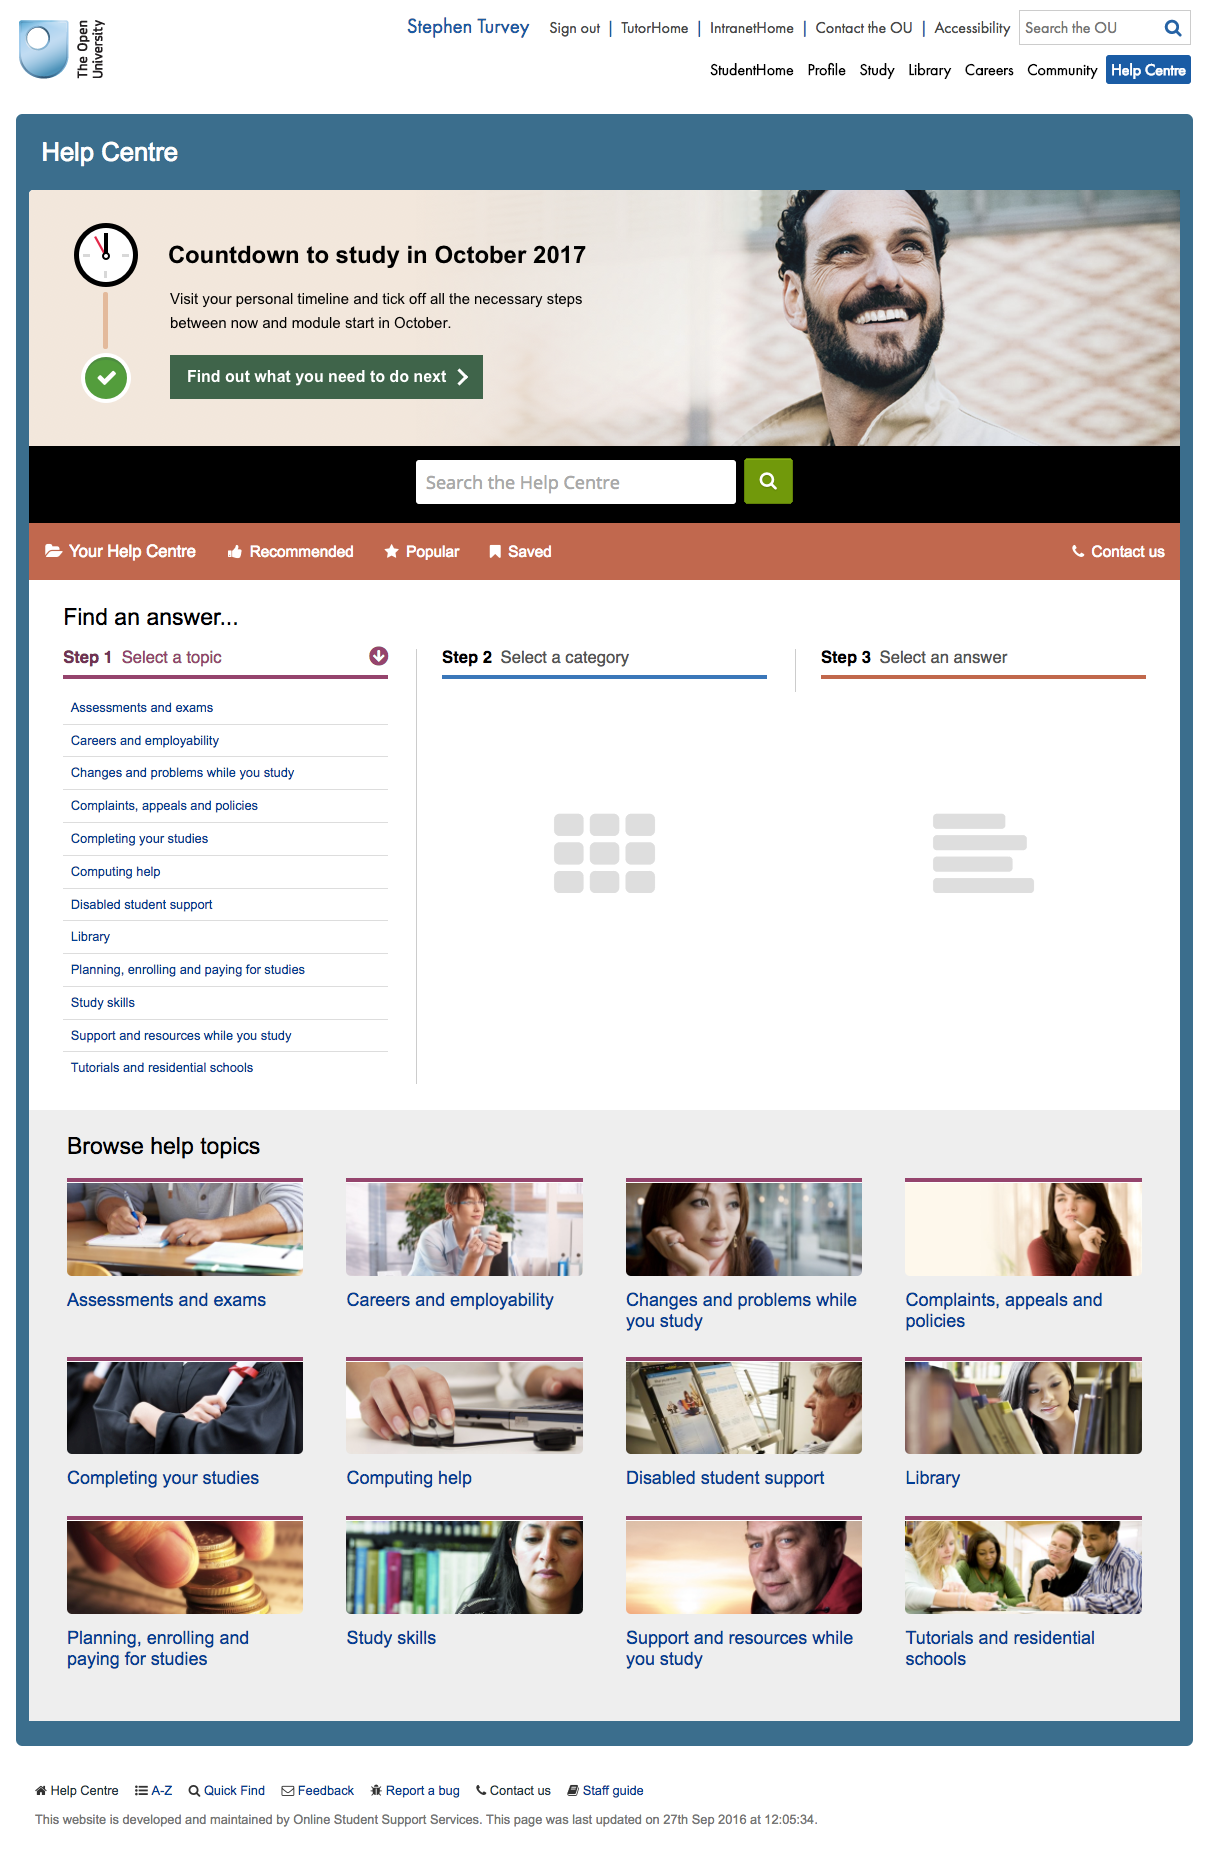 The Open
University
Stephen Turvey Sign out | TutorHome | IntranetHome | Contact the OU | Accessibility Search the OU
StudentHome Profile Study Library Careers Community Help Centre
Help Centre
Countdown to study in October 2017
Visit your personal timeline and tick off all the necessary steps
between now and module start in October.
Find out what you need to do next
Search the Help Centre
Your Help Centre Recommended Popular Saved Contact us
Find an answer...
Step 1 Select a topic
Step 2 Select a category
Step 3 Select an answer
Assessments and exams
Careers and employability
Changes and problems while you study
Complaints, appeals and policies
Completing your studies
Computing help
Disabled student support
Library
Planning, enrolling and paying for studies
Study skills
Support and resources while you study
Tutorials and residential schools
Browse help topics
Assessments and exams
Careers and employability
Changes and problems while
you study
Complaints, appeals and
policies
Completing your studies
Computing help
Disabled student support
Library
Planning, enrolling and
paying for studies
Study skills
Support and resources while
you study
Tutorials and residential
schools
Help Centre A-Z Quick Find Feedback Report a bug Contact us Staff guide
This website is developed and maintained by Online Student Support Services. This page was last updated on 27th Sep 2016 at 12:05:34.